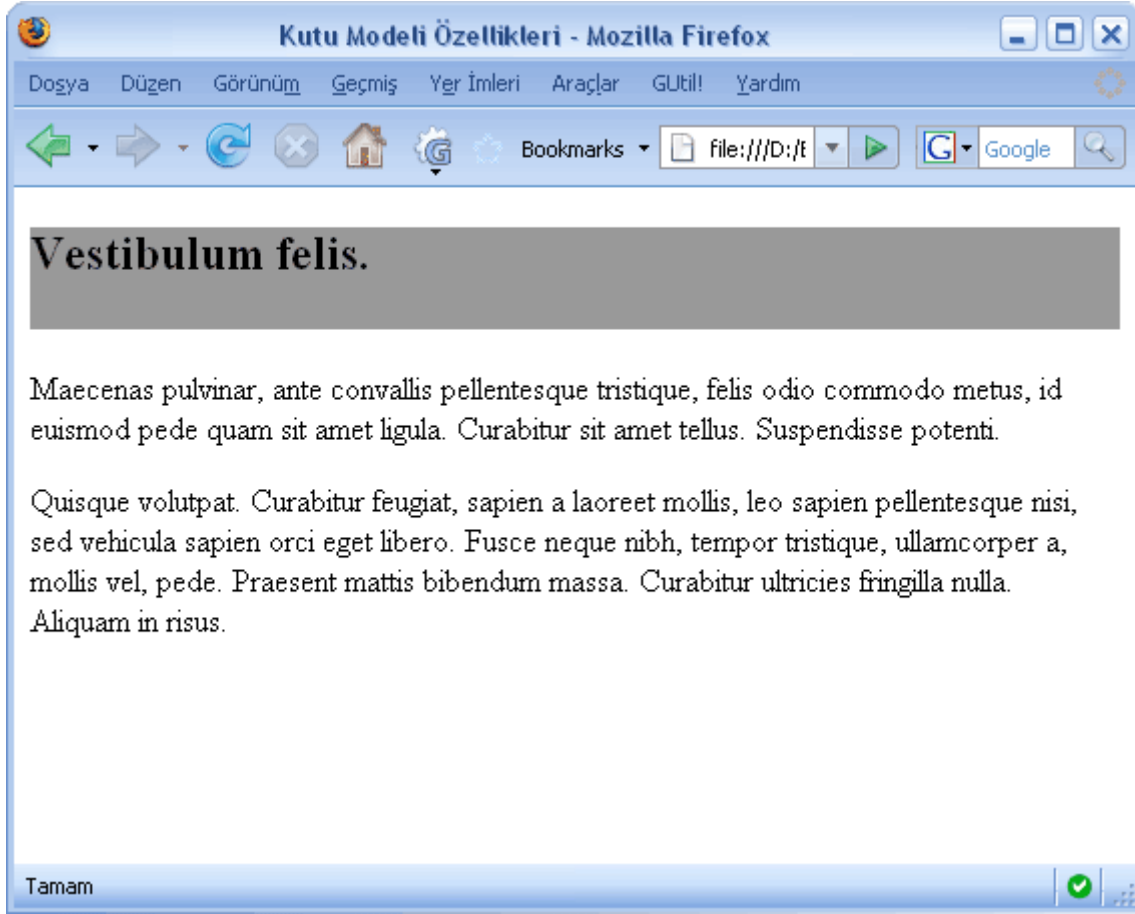 Kutu Modeli Özellikleri - Mozilla Firefox
Dosya Düzen Görünüm Geçmiş Yer İmleri Araçlar GUtil! Yardım
G Bookmarks file:///D:/E G Google
Vestibulum felis.
Maecenas pulvinar, ante convallis pellentesque tristique, felis odio commodo metus, id
euismod pede quam sit amet ligula. Curabitur sit amet tellus. Suspendisse potenti.
Quisque volutpat. Curabitur feugiat, sapien a laoreet mollis, leo sapien pellentesque nisi,
sed vehicula sapien orci eget libero. Fusce neque nibh, tempor tristique, ullamcorper a,
mollis vel, pede. Praesent mattis bibendum massa. Curabitur ultricies fringilla nulla.
Aliquam in risus.
Tamam